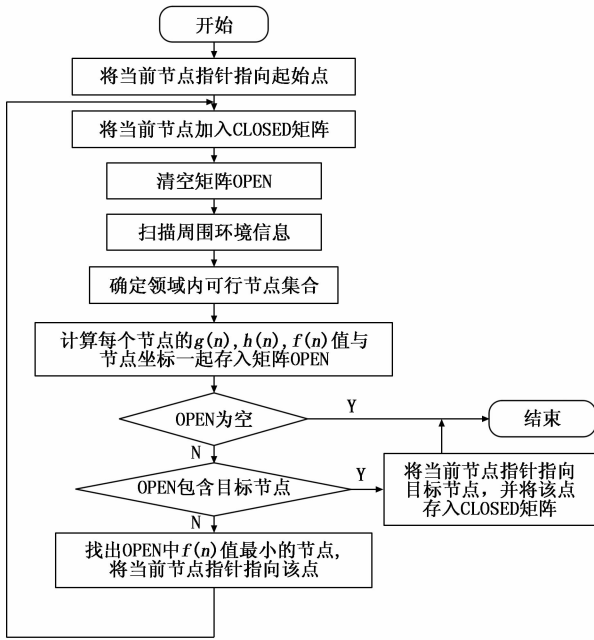 开始
将当前节点指针指向起始点
将当前节点加入CLOSED矩阵
清空矩阵OPEN
扫描周围环境信息
确定领域内可行节点集合
计算每个节点的g(n),h(n),f(n)值与
节点坐标一起存入矩阵OPEN
OPEN为空
Y
结束
N
OPEN包含目标节点
Y
将当前节点指针指向
目标节点，并将该点
存入CLOSED矩阵
N
找出OPEN中f(n)值最小的节点,
将当前节点指针指向该点